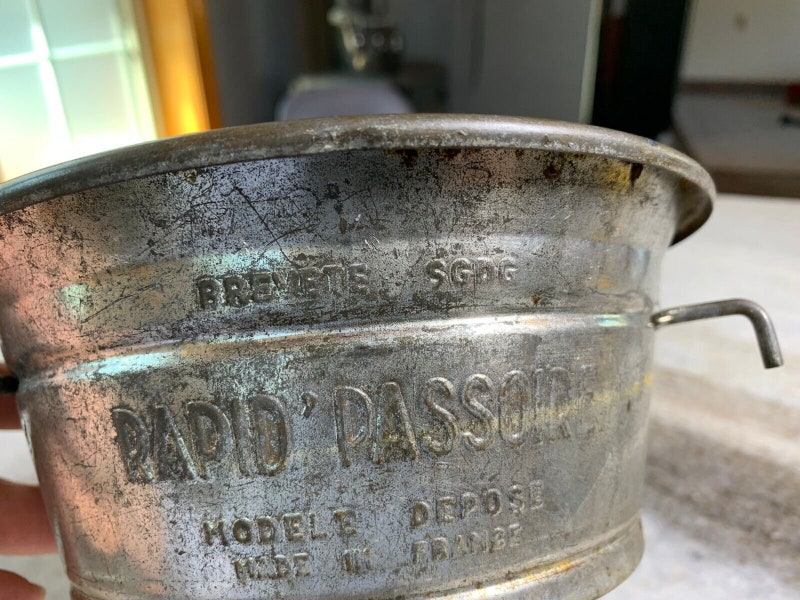 BREVETE SGDG
RAPID' PASSOIRE
MODELE DEPOSE
MADE IN FRANCE